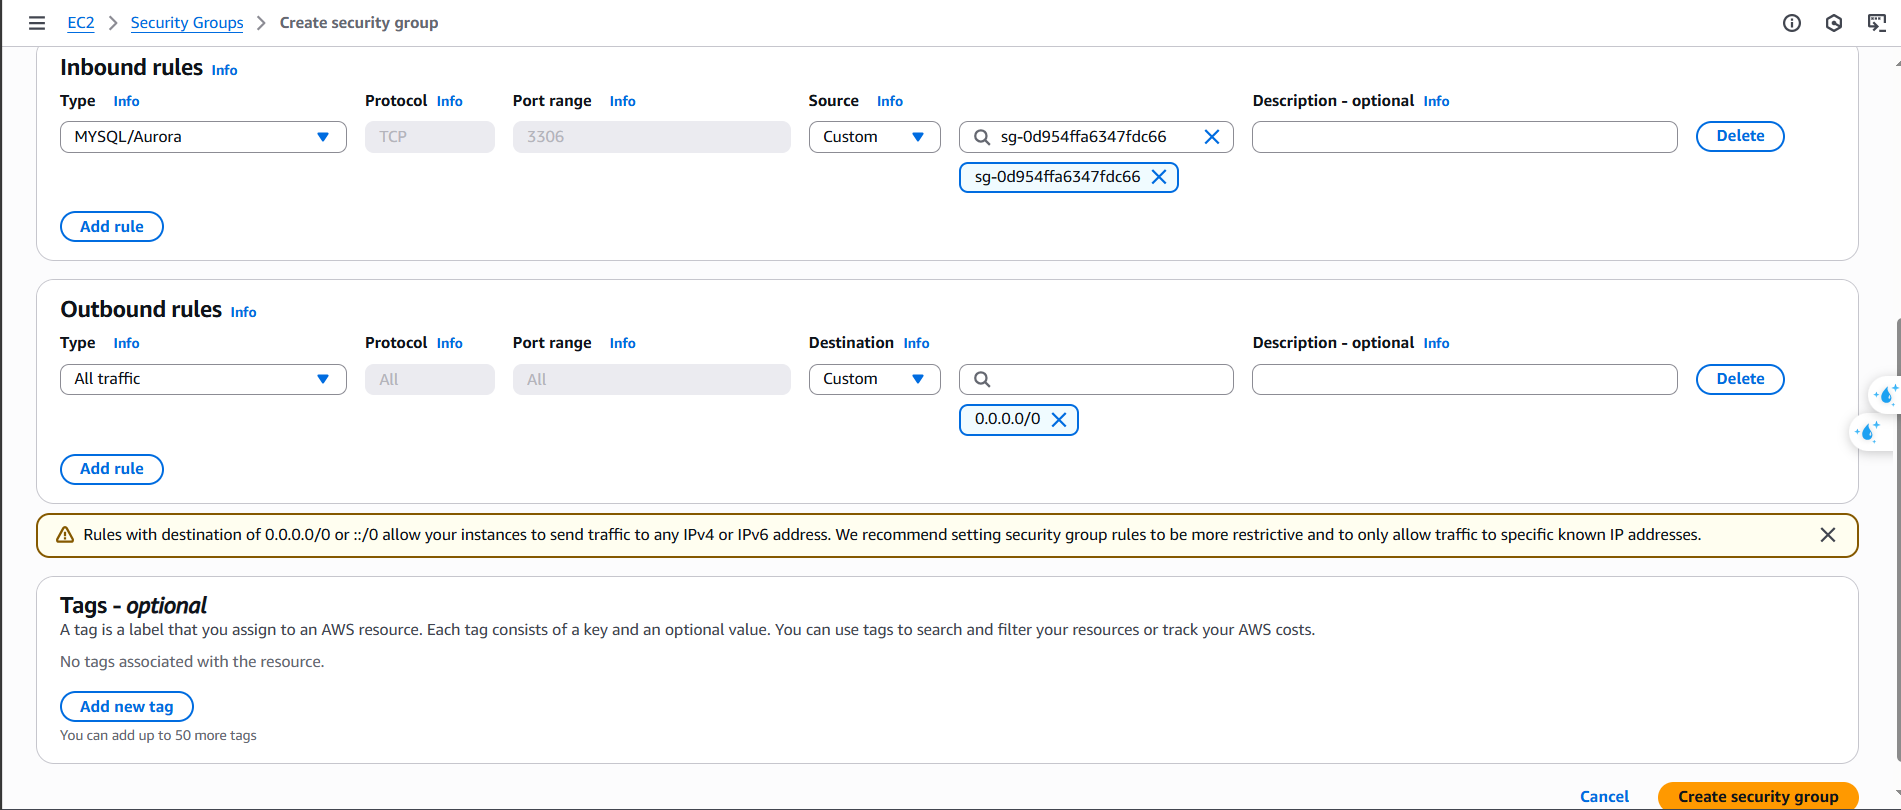 EC2 > Security Groups > Create security group
Inbound rules Info
Type Info Protocol Info Port range Info Source Info Description - optional Info
MYSQL/Aurora TCP 3306 Custom sg-0d954ffa6347fdc66 Delete
sg-0d954ffa6347fdc66
Add rule
Outbound rules Info
Type Info Protocol Info Port range Info Destination Info Description - optional Info
All traffic All All Custom Delete
0.0.0.0/0
Add rule
Rules with destination of 0.0.0.0/0 or ::/0 allow your instances to send traffic to any IPv4 or IPv6 address. We recommend setting security group rules to be more restrictive and to only allow traffic to specific known IP addresses.
Tags - optional
A tag is a label that you assign to an AWS resource. Each tag consists of a key and an optional value. You can use tags to search and filter your resources or track your AWS costs.
No tags associated with the resource.
Add new tag
You can add up to 50 more tags
Cancel Create security group